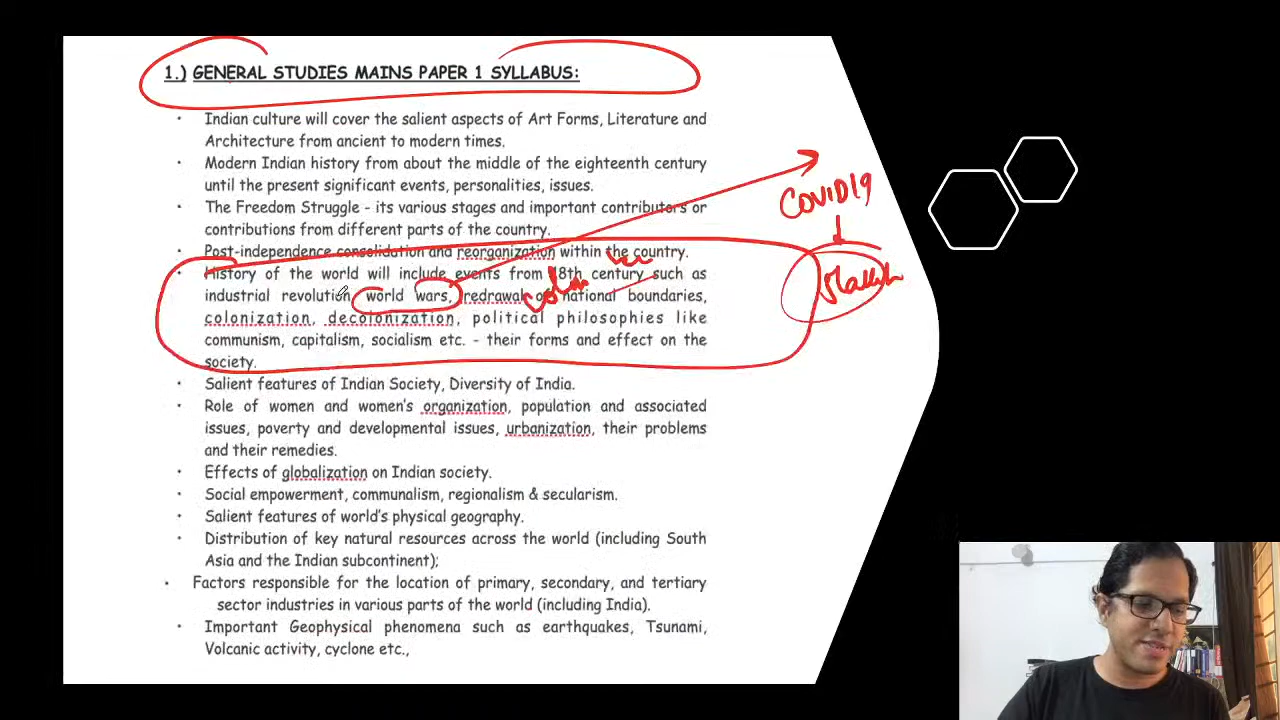 1.) GENERAL STUDIES MAINS PAPER 1 SYLLABUS:
• Indian culture will cover the salient aspects of Art Forms, Literature and
Architecture from ancient to modern times.
• Modern Indian history from about the middle of the eighteenth century
until the present significant events, personalities, issues.
• The Freedom Struggle - its various stages and important contributors or
contributions from different parts of the country.
• Post-independence consolidation and reorganization within the country.
• History of the world will include events from 18th century such as
industrial revolution, world wars, redrawal of national boundaries,
colonization, decolonization, political philosophies like
communism, capitalism, socialism etc. - their forms and effect on the
society.
• Salient features of Indian Society, Diversity of India.
• Role of women and women's organization, population and associated
issues, poverty and developmental issues, urbanization, their problems
and their remedies.
• Effects of globalization on Indian society.
• Social empowerment, communalism, regionalism & secularism.
• Salient features of world's physical geography.
• Distribution of key natural resources across the world (including South
Asia and the Indian subcontinent);
• Factors responsible for the location of primary, secondary, and tertiary
sector industries in various parts of the world (including India).
• Important Geophysical phenomena such as earthquakes, Tsunami,
Volcanic activity, cyclone etc.,
COVID19